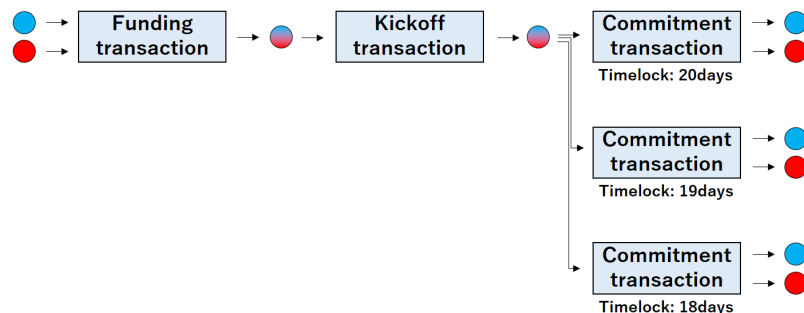 Funding
transaction
Kickoff
transaction
Commitment
transaction
Timelock: 20days
Commitment
transaction
Timelock: 19days
Commitment
transaction
Timelock: 18days